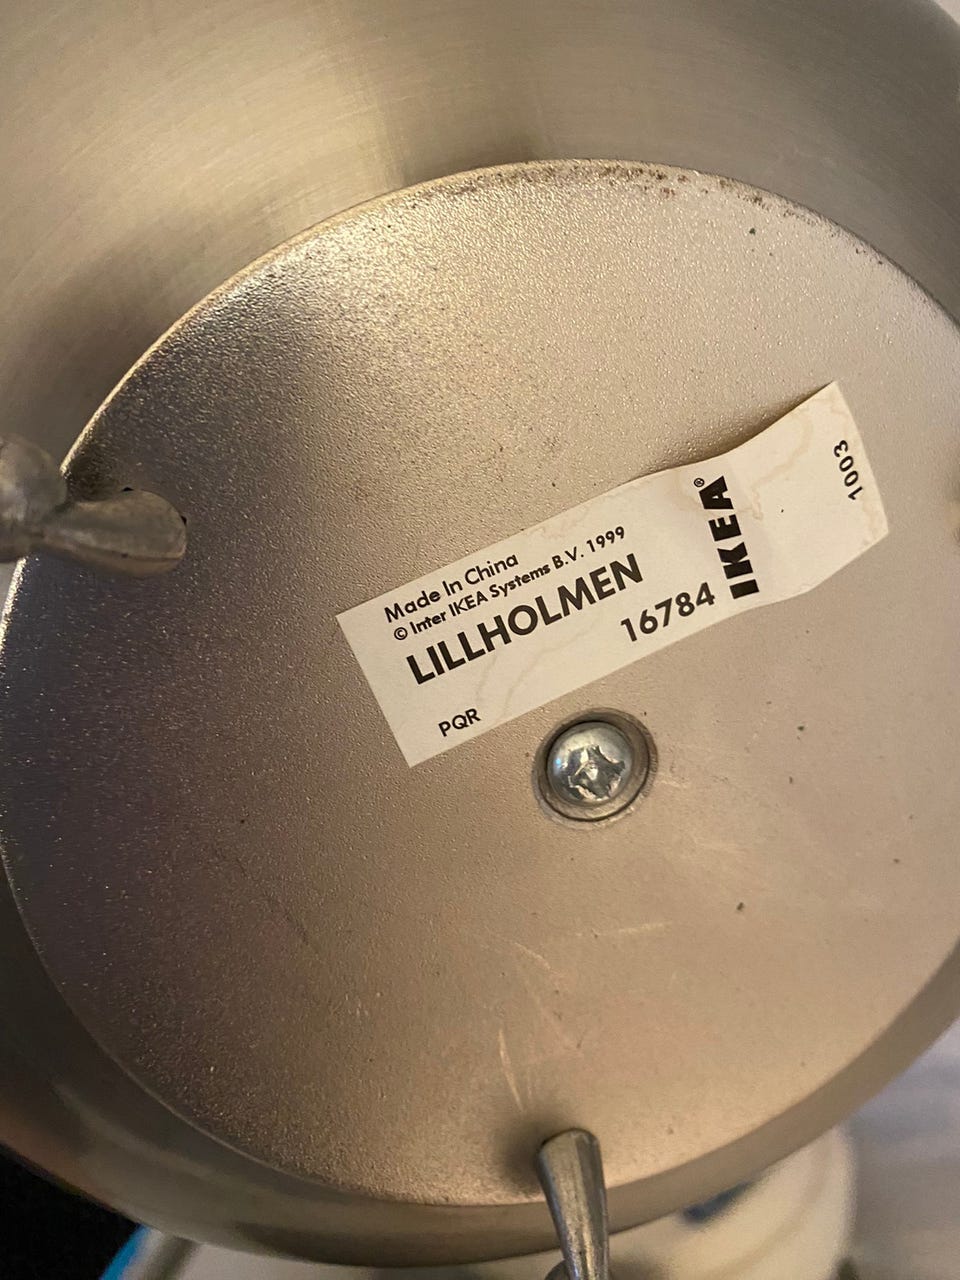 Made In China
© Inter IKEA Systems B.V. 1999
LILLHOLMEN
16784
PQR
IKEA®
1003